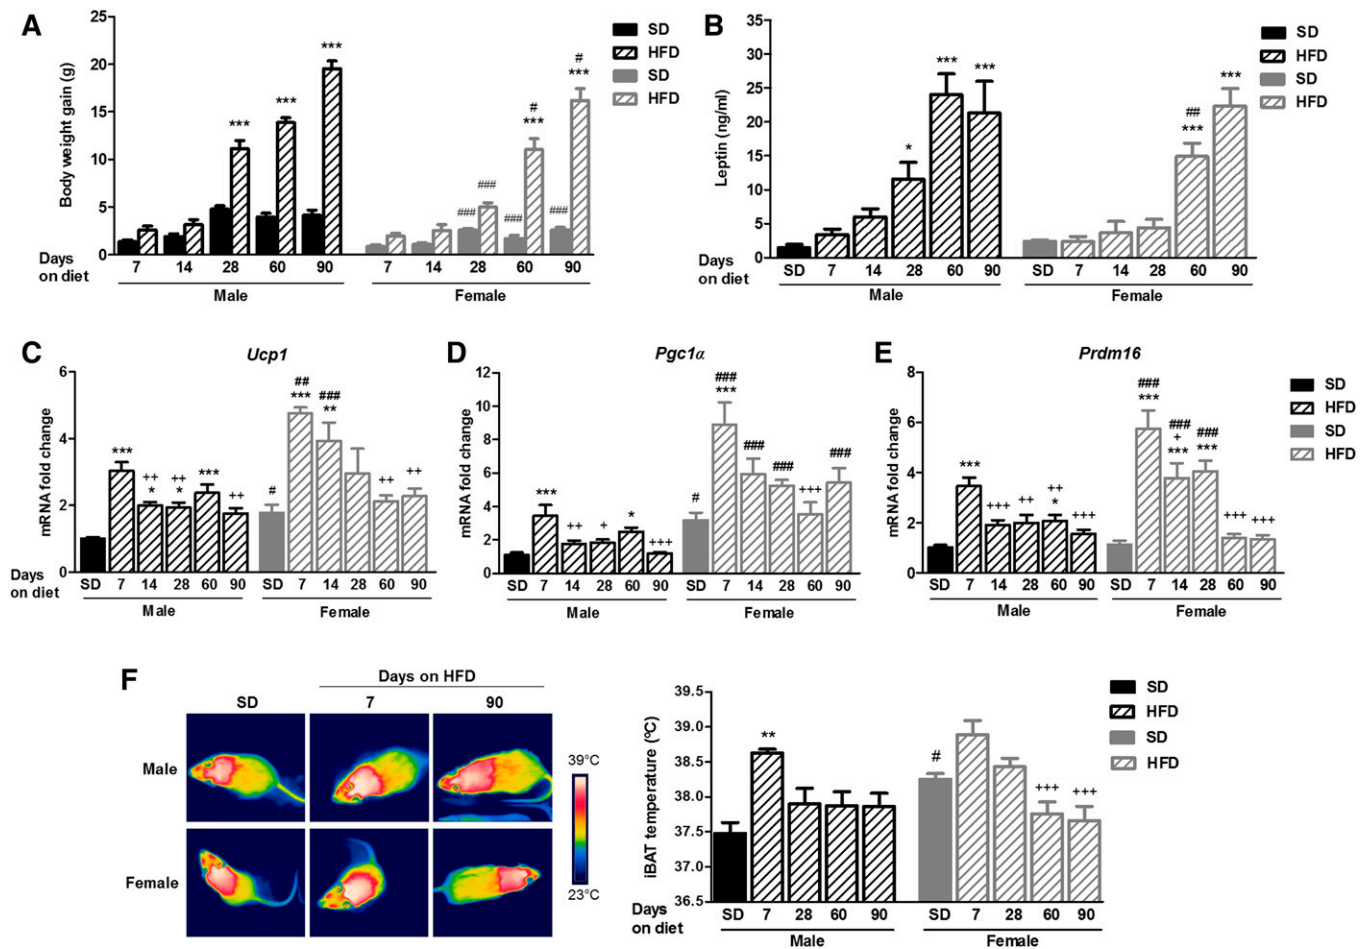 A
Body weight gain (g)
25
20
15
10
5
0
***
***
***
###
###
###
#
***
#
***
###
SD
HFD
SD
HFD
Days on diet
7 14 28 60 90
7 14 28 60 90
Male
Female
B
Leptin (ng/ml)
35
30
25
20
15
10
5
0
*
***
***
##
***
***
SD
HFD
SD
HFD
Days on diet
SD 7 14 28 60 90
SD 7 14 28 60 90
Male
Female
C
Ucp1
mRNA fold change
6
4
2
0
***
++
*
++
*
***
++
#
##
***
###
**
++
++
Days on diet
SD 7 14 28 60 90
SD 7 14 28 60 90
Male
Female
D
Pgc1α
mRNA fold change
12
10
8
6
4
2
0
***
++
+
*
+++
#
###
***
###
###
+++
###
SD 7 14 28 60 90
SD 7 14 28 60 90
Male
Female
E
Prdm16
mRNA fold change
8
6
4
2
0
***
+++
++
++
*
+++
###
***
###
+
***
###
***
+++
+++
SD
HFD
SD
HFD
SD 7 14 28 60 90
SD 7 14 28 60 90
Male
Female
F
Days on HFD
SD 7 90
Male
Female
39°C
23°C
iBAT temperature (ºC)
39.5
39.0
38.5
38.0
37.5
37.0
36.5
**
#
+++
+++
SD
HFD
SD
HFD
Days on diet
SD 7 28 60 90
SD 7 28 60 90
Male
Female